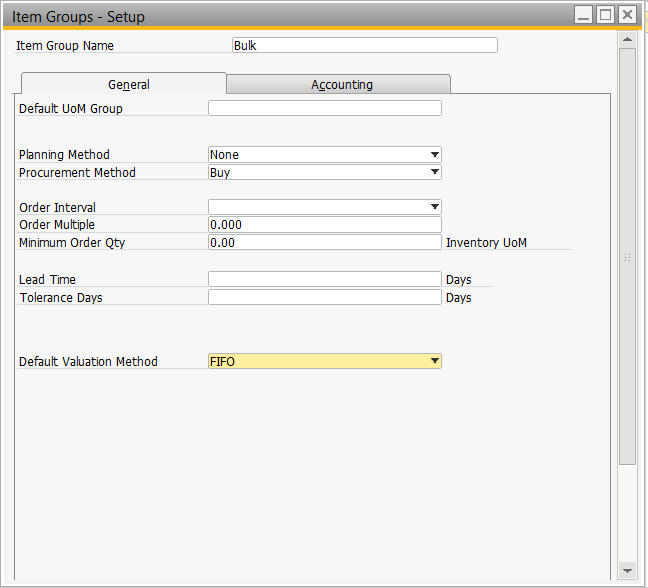 Item Groups - Setup
Item Group Name Bulk
General Accounting
Default UoM Group
Planning Method None
Procurement Method Buy
Order Interval
Order Multiple 0.000
Minimum Order Qty 0.00 Inventory UoM
Lead Time Days
Tolerance Days Days
Default Valuation Method FIFO